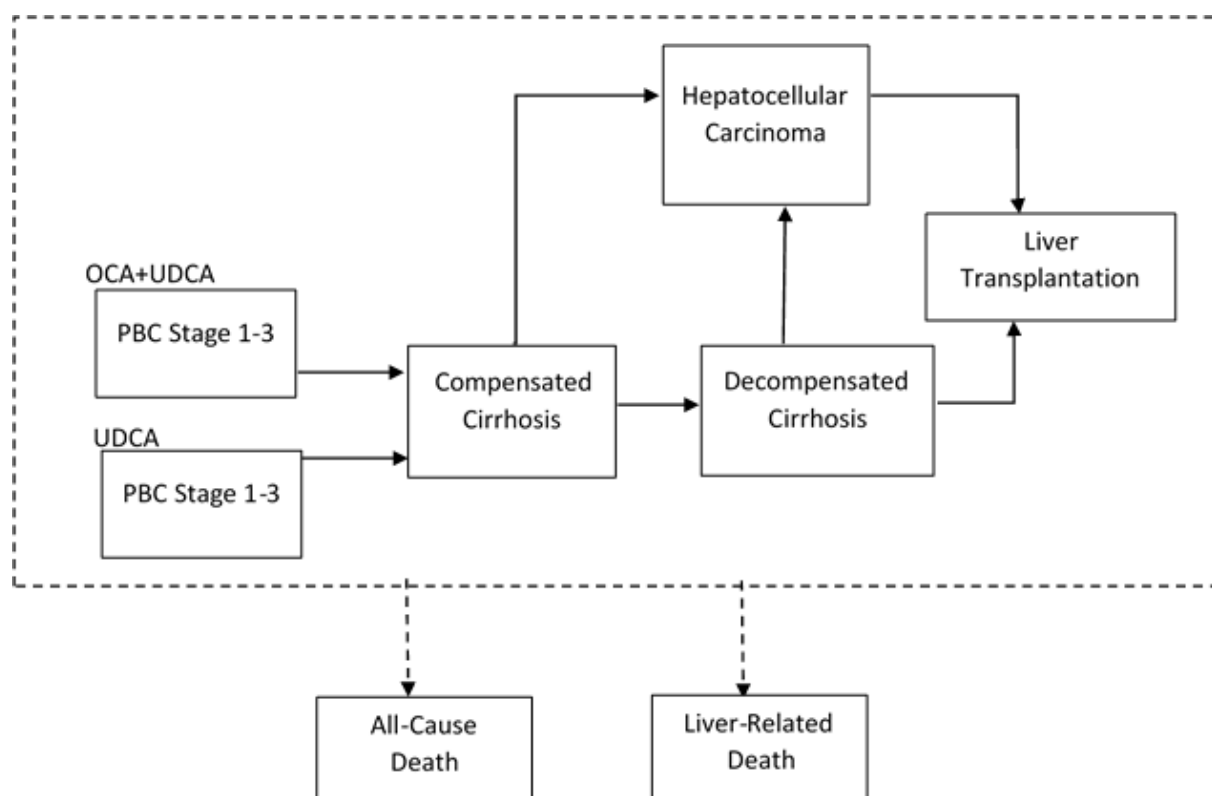 Hepatocellular
Carcinoma
Liver
Transplantation
OCA+UDCA
PBC Stage 1-3
Compensated
Cirrhosis
Decompensated
Cirrhosis
UDCA
PBC Stage 1-3
All-Cause
Death
Liver-Related
Death